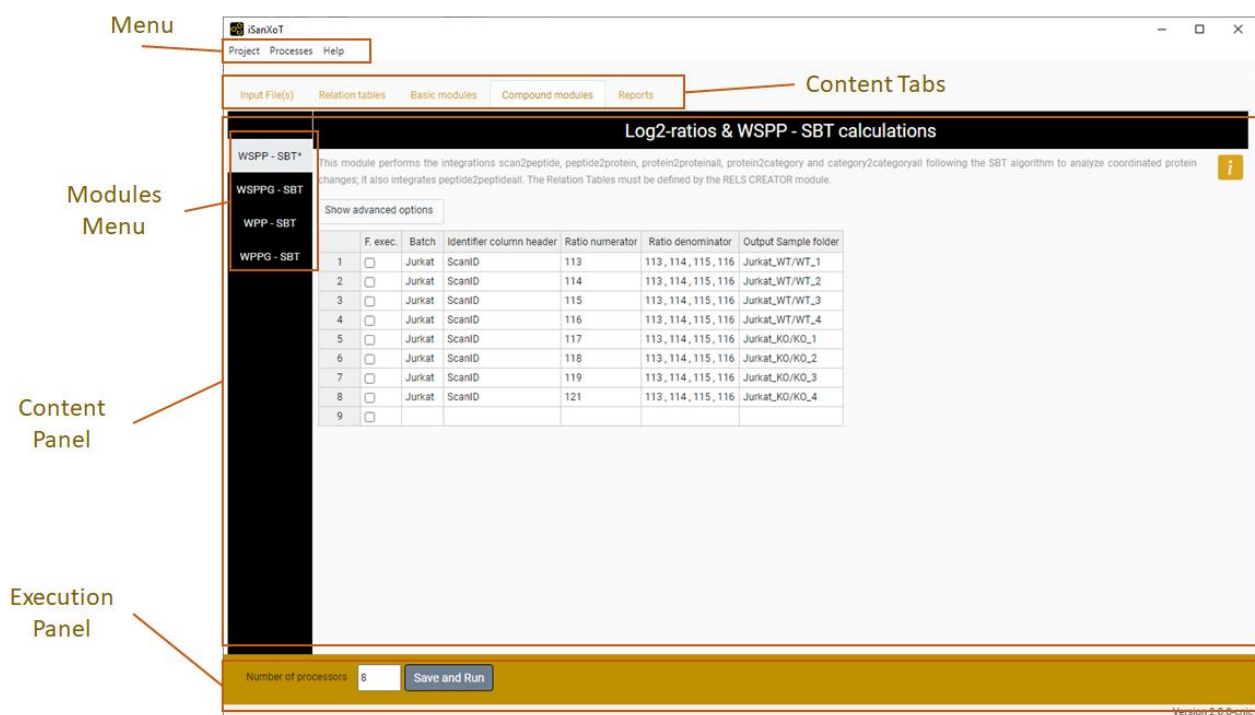 Menu
iSanXoT
Project Processes Help
Content Tabs
Input File(s) Relation tables Basic modules Compound modules Reports
Log2-ratios & WSPP - SBT calculations
Modules
Menu
WSPP - SBT*
WSPPG - SBT
WPP - SBT
WPPG - SBT
This module performs the integrations scan2peptide, peptide2protein, protein2proteinall, protein2category and category2categoryall following the SBT algorithm to analyze coordinated protein
changes; it also integrates peptide2peptideall. The Relation Tables must be defined by the RELS CREATOR module.
i
Show advanced options
F. exec. Batch Identifier column header Ratio numerator Ratio denominator Output Sample folder
1 Jurkat ScanID 113 113, 114, 115, 116 Jurkat_WT/WT_1
2 Jurkat ScanID 114 113, 114, 115, 116 Jurkat_WT/WT_2
3 Jurkat ScanID 115 113, 114, 115, 116 Jurkat_WT/WT_3
4 Jurkat ScanID 116 113, 114, 115, 116 Jurkat_WT/WT_4
5 Jurkat ScanID 117 113, 114, 115, 116 Jurkat_KO/KO_1
6 Jurkat ScanID 118 113, 114, 115, 116 Jurkat_KO/KO_2
7 Jurkat ScanID 119 113, 114, 115, 116 Jurkat_KO/KO_3
8 Jurkat ScanID 121 113, 114, 115, 116 Jurkat_KO/KO_4
9
Content
Panel
Execution
Panel
Number of processors 8 Save and Run
Version 2.0.0-cnic